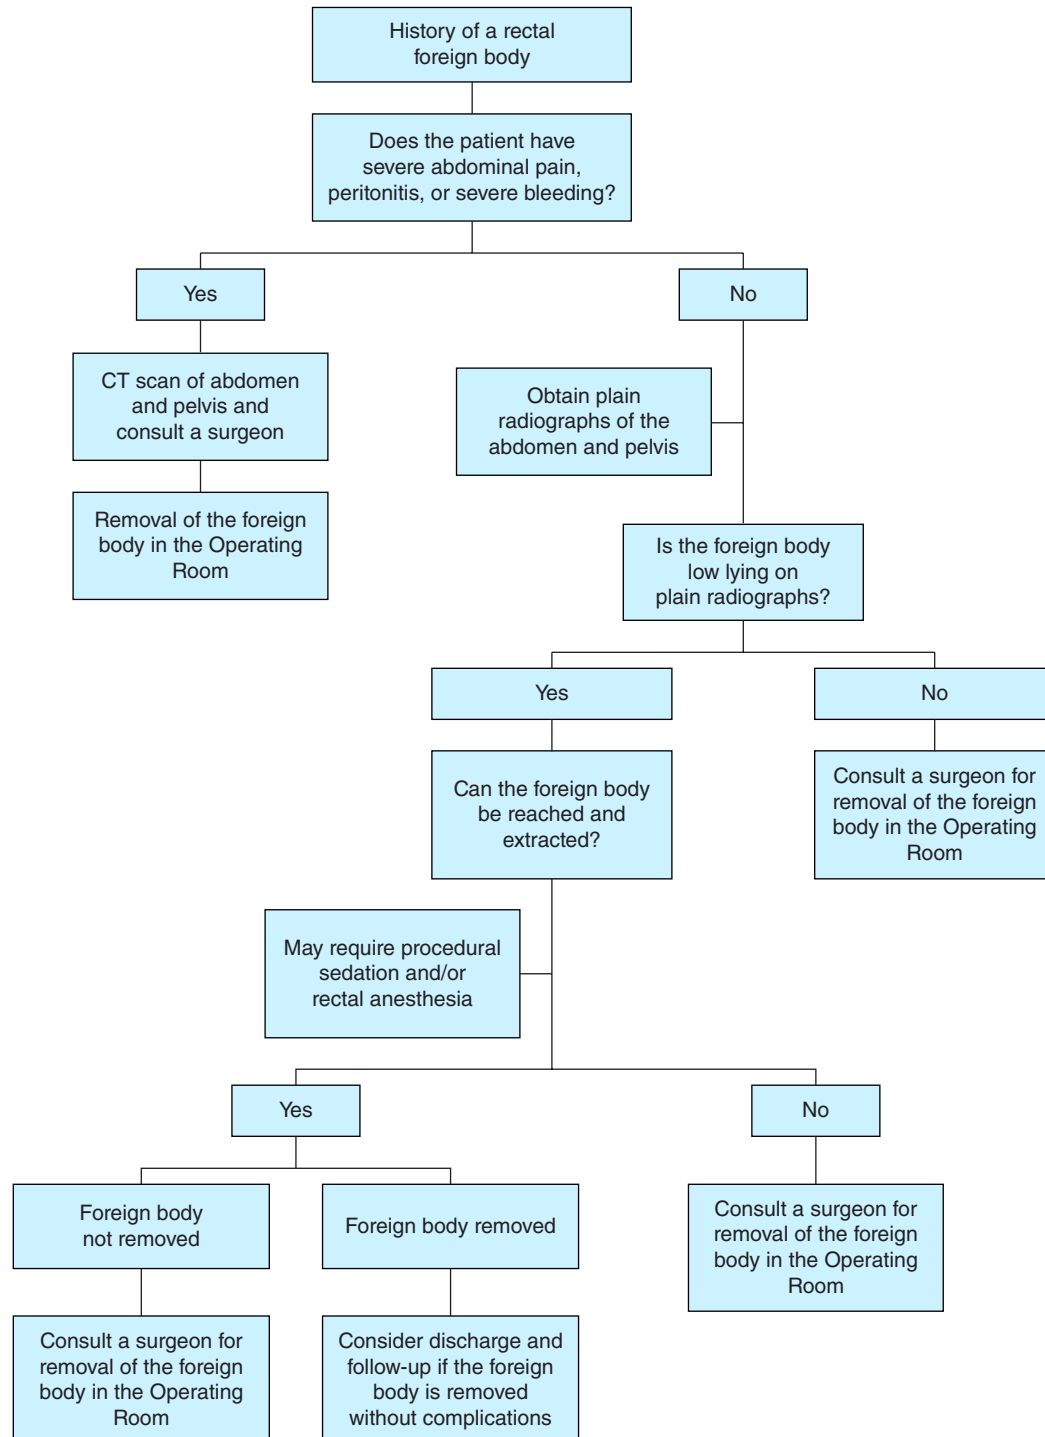 History of a rectal
foreign body
Does the patient have
severe abdominal pain,
peritonitis, or severe bleeding?
Yes
No
CT scan of abdomen
and pelvis and
consult a surgeon
Obtain plain
radiographs of the
abdomen and pelvis
Removal of the foreign
body in the Operating
Room
Is the foreign body
low lying on
plain radiographs?
Yes
No
Can the foreign body
be reached and
extracted?
Consult a surgeon for
removal of the foreign
body in the Operating
Room
May require procedural
sedation and/or
rectal anesthesia
Yes
No
Foreign body
not removed
Foreign body removed
Consult a surgeon for
removal of the foreign
body in the Operating
Room
Consult a surgeon for
removal of the foreign
body in the Operating
Room
Consider discharge and
follow-up if the foreign
body is removed
without complications